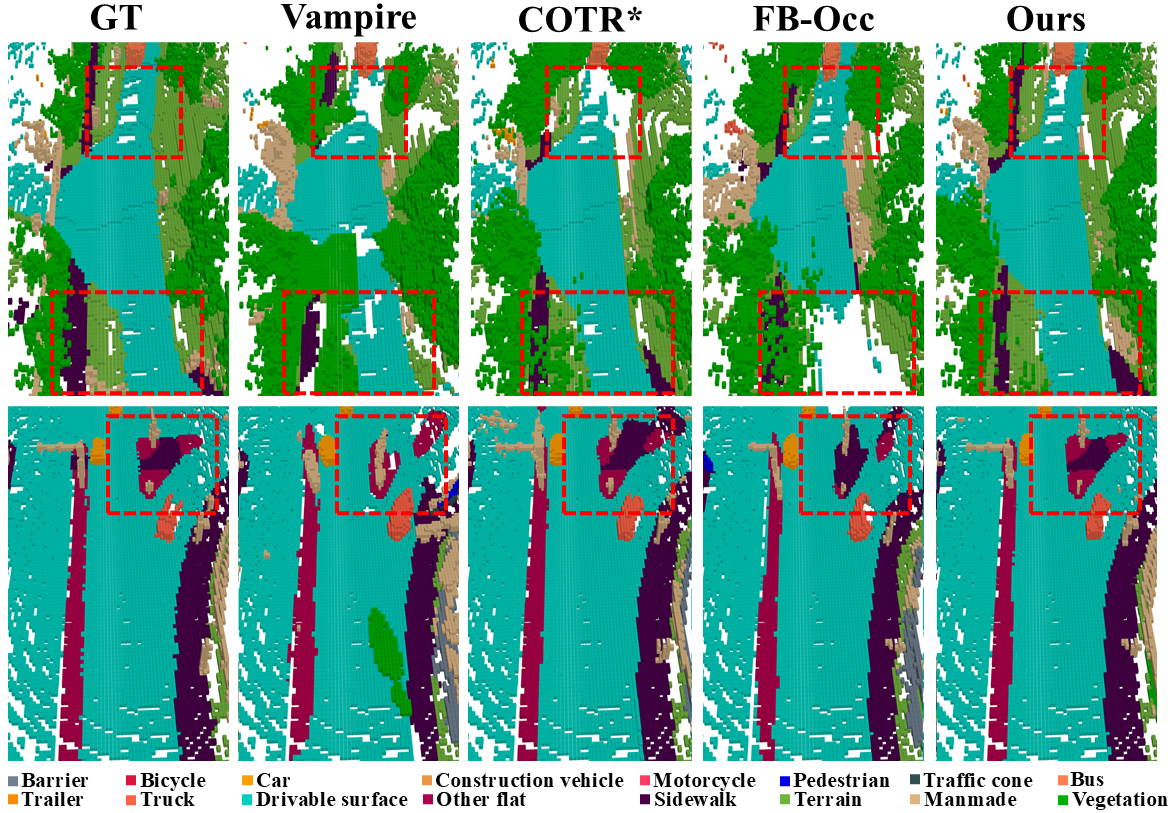 GT Vampire COTR* FB-Occ Ours
Barrier Bicycle Car Construction vehicle Motorcycle Pedestrian Traffic cone Bus
Trailer Truck Drivable surface Other flat Sidewalk Terrain Manmade Vegetation